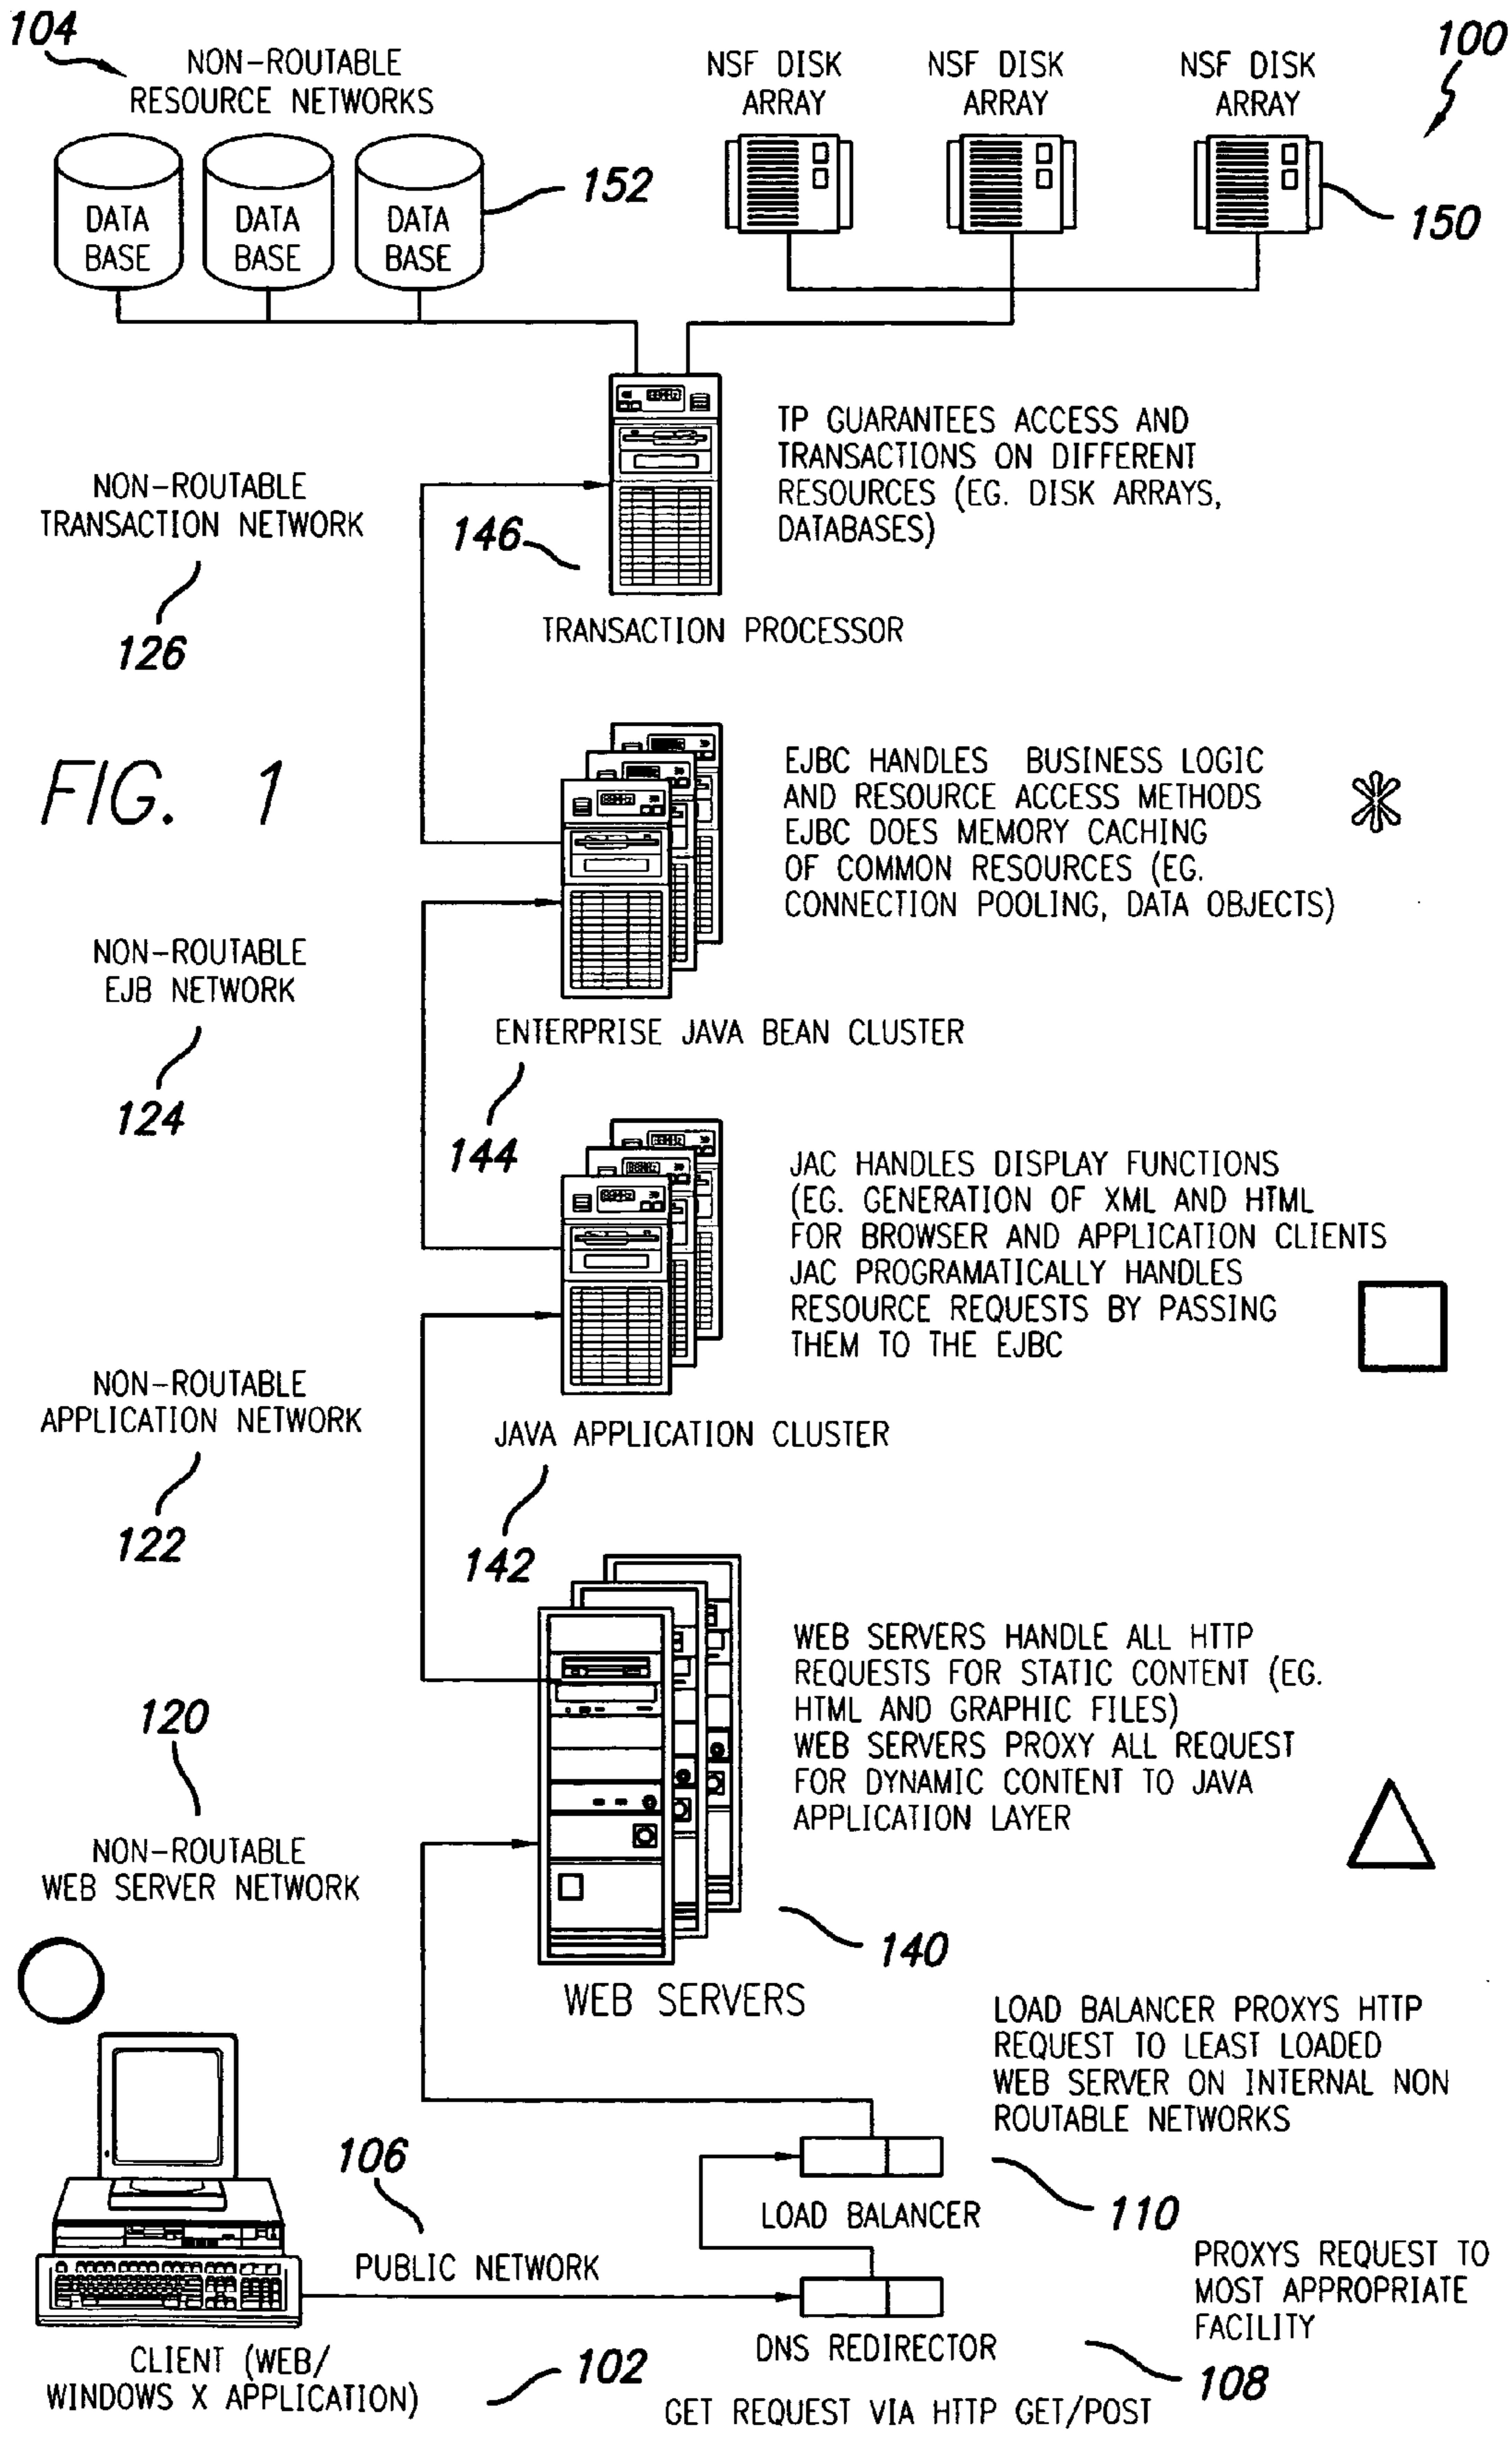 104
NON-ROUTABLE
RESOURCE NETWORKS
NSF DISK
ARRAY
NSF DISK
ARRAY
NSF DISK
ARRAY
100
DATA
BASE
DATA
BASE
DATA
BASE
152
150
TP GUARANTEES ACCESS AND
TRANSACTIONS ON DIFFERENT
RESOURCES (EG. DISK ARRAYS,
DATABASES)
NON-ROUTABLE
TRANSACTION NETWORK
126
146
TRANSACTION PROCESSOR
FIG. 1
EJBC HANDLES BUSINESS LOGIC
AND RESOURCE ACCESS METHODS
EJBC DOES MEMORY CACHING
OF COMMON RESOURCES (EG.
CONNECTION POOLING, DATA OBJECTS)
NON-ROUTABLE
EJB NETWORK
124
ENTERPRISE JAVA BEAN CLUSTER
144
JAC HANDLES DISPLAY FUNCTIONS
(EG. GENERATION OF XML AND HTML
FOR BROWSER AND APPLICATION CLIENTS
JAC PROGRAMATICALLY HANDLES
RESOURCE REQUESTS BY PASSING
THEM TO THE EJBC
NON-ROUTABLE
APPLICATION NETWORK
122
JAVA APPLICATION CLUSTER
142
WEB SERVERS HANDLE ALL HTTP
REQUESTS FOR STATIC CONTENT (EG.
HTML AND GRAPHIC FILES)
WEB SERVERS PROXY ALL REQUEST
FOR DYNAMIC CONTENT TO JAVA
APPLICATION LAYER
120
NON-ROUTABLE
WEB SERVER NETWORK
140
WEB SERVERS
LOAD BALANCER PROXYS HTTP
REQUEST TO LEAST LOADED
WEB SERVER ON INTERNAL NON
ROUTABLE NETWORKS
106
PUBLIC NETWORK
LOAD BALANCER
110
PROXYS REQUEST TO
MOST APPROPRIATE
FACILITY
DNS REDIRECTOR
108
CLIENT (WEB/
WINDOWS X APPLICATION)
102
GET REQUEST VIA HTTP GET/POST